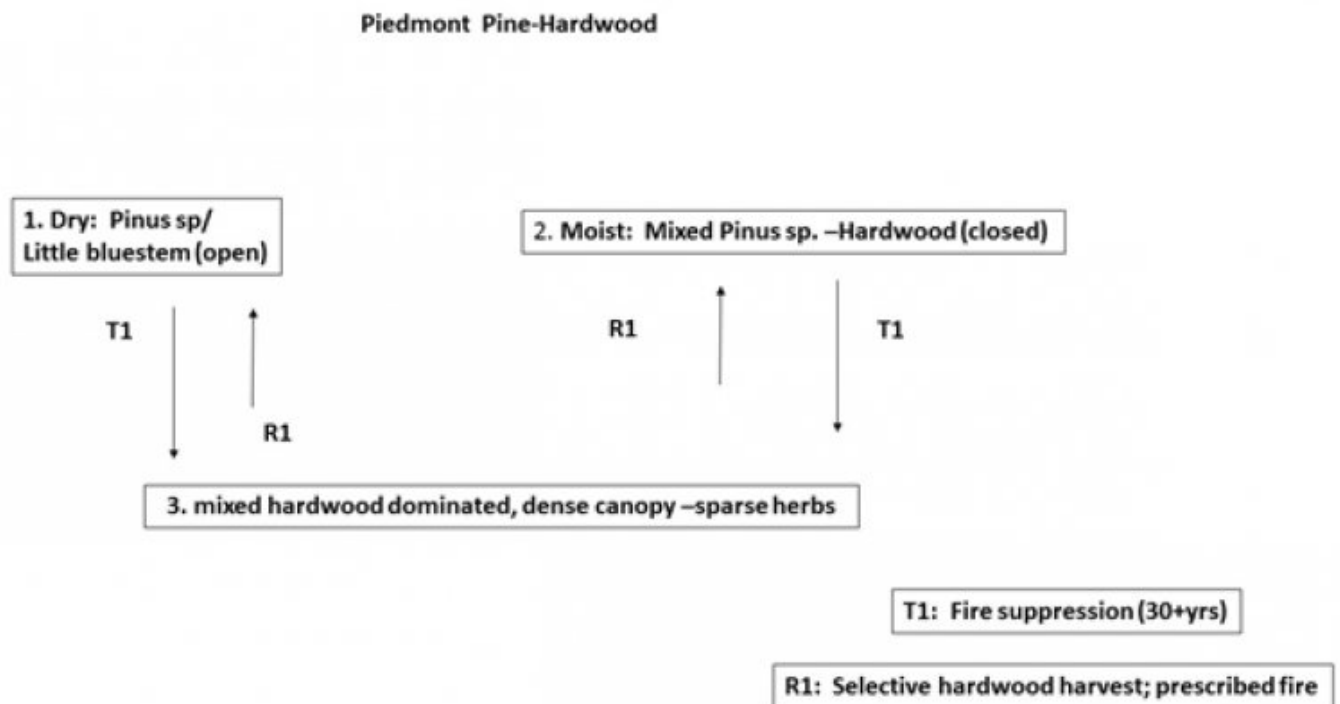 Piedmont Pine-Hardwood
1. Dry: Pinus sp/
Little bluestem (open)
2. Moist: Mixed Pinus sp. –Hardwood (closed)
T1
R1
R1
T1
3. mixed hardwood dominated, dense canopy –sparse herbs
T1: Fire suppression (30+yrs)
R1: Selective hardwood harvest; prescribed fire